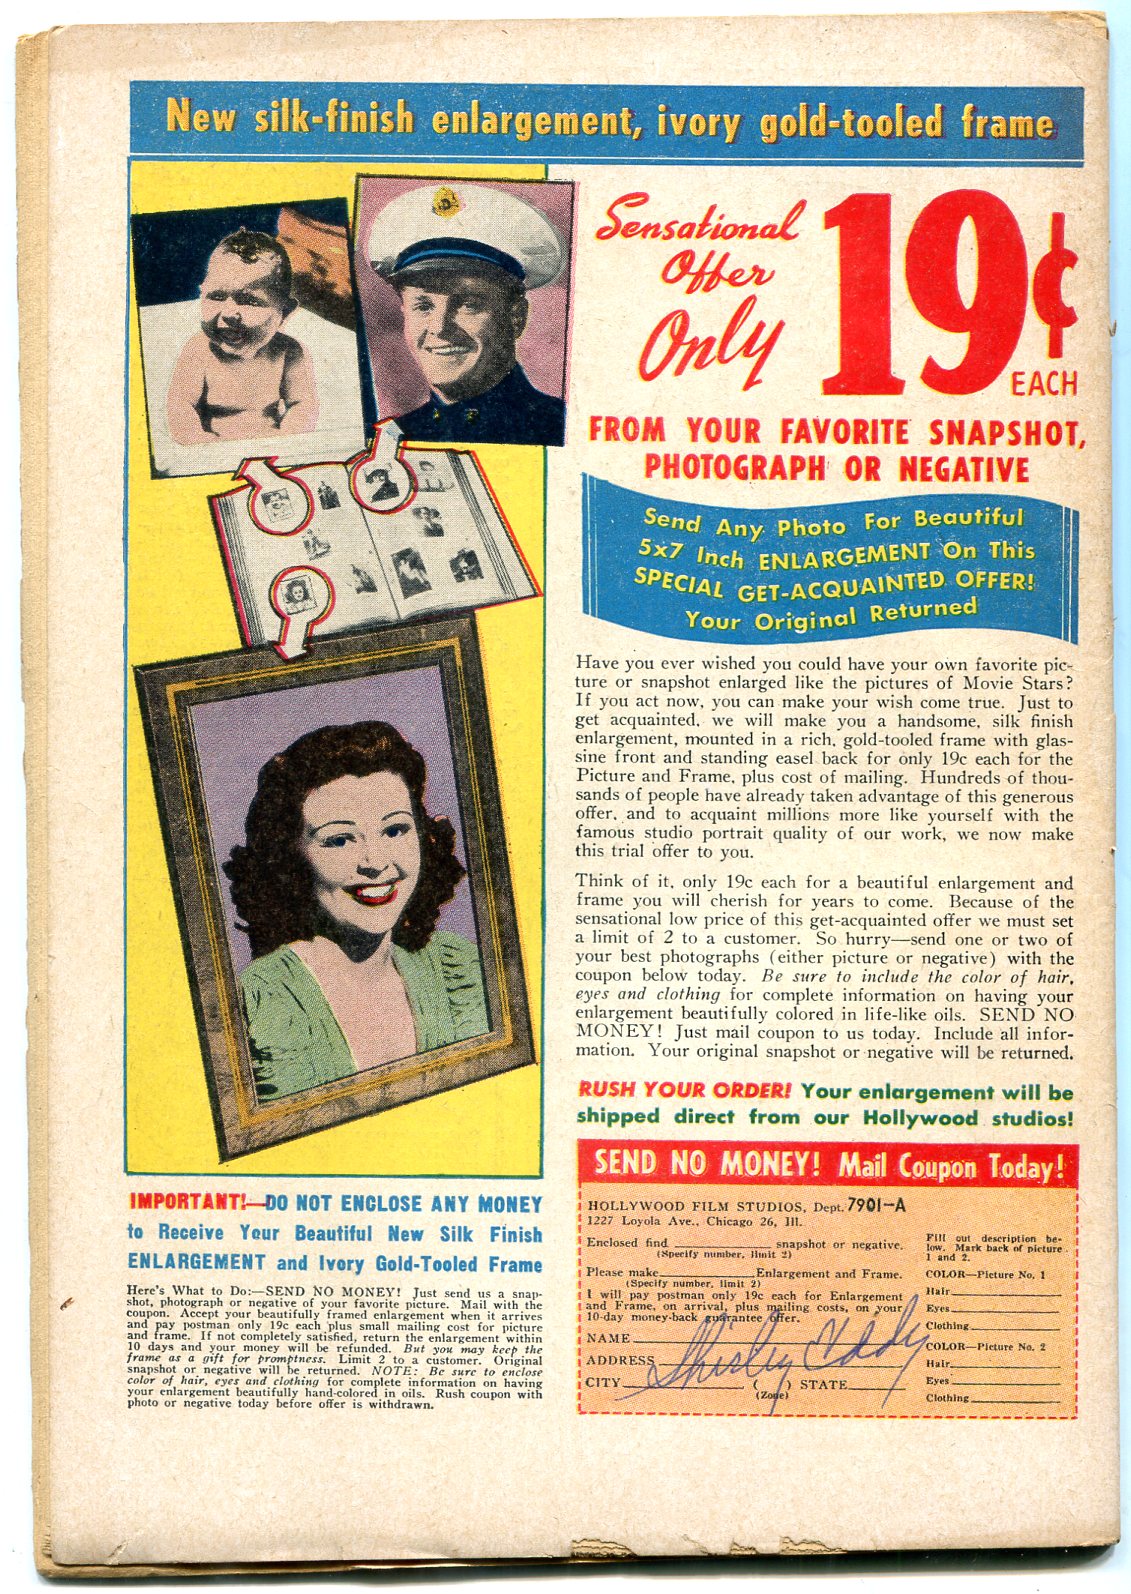 New silk-finish enlargement, ivory gold-tooled frame
Sensational
Offer
Only
19¢
EACH
FROM YOUR FAVORITE SNAPSHOT,
PHOTOGRAPH OR NEGATIVE
Send Any Photo For Beautiful
5x7 Inch ENLARGEMENT On This
SPECIAL GET-ACQUAINTED OFFER!
Your Original Returned
Have you ever wished you could have your own favorite pic-
ture or snapshot enlarged like the pictures of Movie Stars?
If you act now, you can make your wish come true. Just to
get acquainted, we will make you a handsome, silk finish
enlargement, mounted in a rich, gold-tooled frame with glas-
sine front and standing easel back for only 19c each for the
Picture and Frame, plus cost of mailing. Hundreds of thou-
sands of people have already taken advantage of this generous
offer, and to acquaint millions more like yourself with the
famous studio portrait quality of our work, we now make
this trial offer to you.
Think of it, only 19c each for a beautiful enlargement and
frame you will cherish for years to come. Because of the
sensational low price of this get-acquainted offer we must set
a limit of 2 to a customer. So hurry—send one or two of
your best photographs (either picture or negative) with the
coupon below today. Be sure to include the color of hair,
eyes and clothing for complete information on having your
enlargement beautifully colored in life-like oils. SEND NO
MONEY! Just mail coupon to us today. Include all infor-
mation. Your original snapshot or negative will be returned.
RUSH YOUR ORDER! Your enlargement will be
shipped direct from our Hollywood studios!
IMPORTANT!—DO NOT ENCLOSE ANY MONEY
to Receive Your Beautiful New Silk Finish
ENLARGEMENT and Ivory Gold-Tooled Frame
Here's What to Do:—SEND NO MONEY! Just send us a snap-
shot, photograph or negative of your favorite picture. Mail with the
coupon. Accept your beautifully framed enlargement when it arrives
and pay postman only 19c each plus small mailing cost for picture
and frame. If not completely satisfied, return the enlargement within
10 days and your money will be refunded. But you may keep the
frame as a gift for promptness. Limit 2 to a customer. Original
snapshot or negative will be returned. NOTE: Be sure to enclose
color of hair, eyes and clothing for complete information on having
your enlargement beautifully hand-colored in oils. Rush coupon with
photo or negative today before offer is withdrawn.
SEND NO MONEY! Mail Coupon Today!
HOLLYWOOD FILM STUDIOS, Dept. 7901-A
1227 Loyola Ave., Chicago 26, Ill.
Enclosed find ____ snapshot or negative.
(Specify number, limit 2)
Please make ____ Enlargement and Frame.
(Specify number, limit 2)
I will pay postman only 19c each for Enlargement
and Frame, on arrival, plus mailing costs, on your
10-day money-back guarantee offer.
NAME
ADDRESS
CITY ____ ( ) STATE
(Zone)
Shirley Eddy
Fill out description be-
low. Mark back of picture
1 and 2.
COLOR—Picture No. 1
Hair
Eyes
Clothing
COLOR—Picture No. 2
Hair
Eyes
Clothing